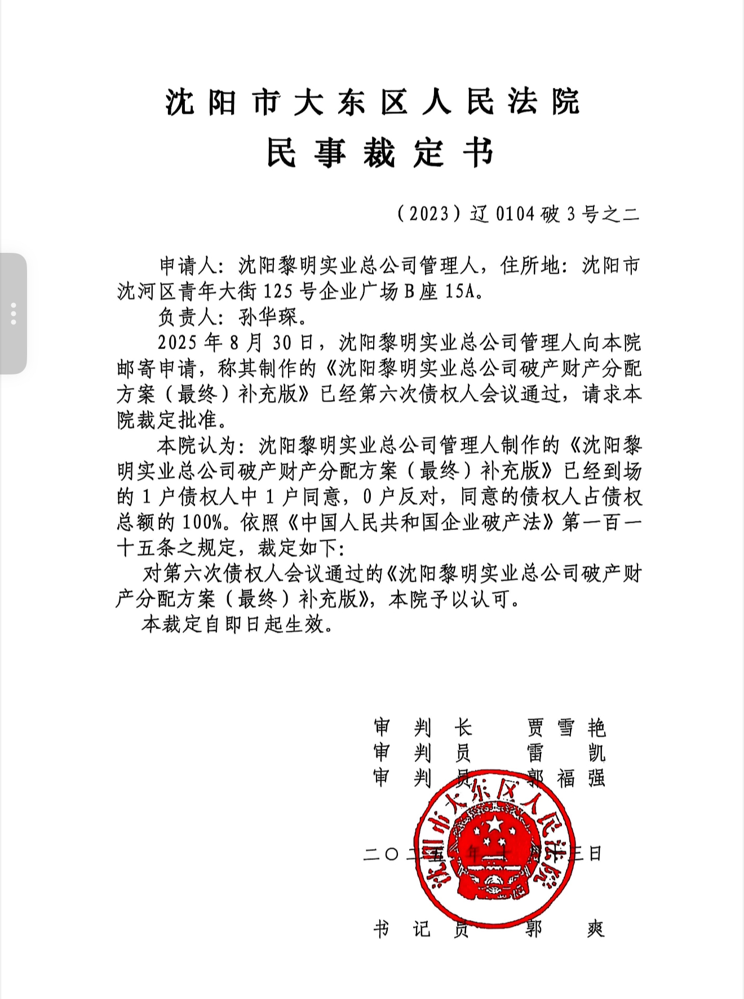 沈阳市大东区人民法院
民事裁定书
（2023）辽0104破3号之二
申请人：沈阳黎明实业总公司管理人，住所地：沈阳市
沈河区青年大街125号企业广场B座15A。
负责人：孙华琛。
2025年8月30日，沈阳黎明实业总公司管理人向本院
邮寄申请，称其制作的《沈阳黎明实业总公司破产财产分配
方案（最终）补充版》已经第六次债权人会议通过，请求本
院裁定批准。
本院认为：沈阳黎明实业总公司管理人制作的《沈阳黎
明实业总公司破产财产分配方案（最终）补充版》已经到场
的1户债权人中1户同意，0户反对，同意的债权人占债权
总额的100%。依照《中国人民共和国企业破产法》第一百一
十五条之规定，裁定如下：
对第六次债权人会议通过的《沈阳黎明实业总公司破产财
产分配方案（最终）补充版》，本院予以认可。
本裁定自即日起生效。
审判长 贾雪艳
审判员 雷凯
审判员 郭福强
沈阳市大东区人民法院
二〇二五年十月十三日
书记员 郭爽